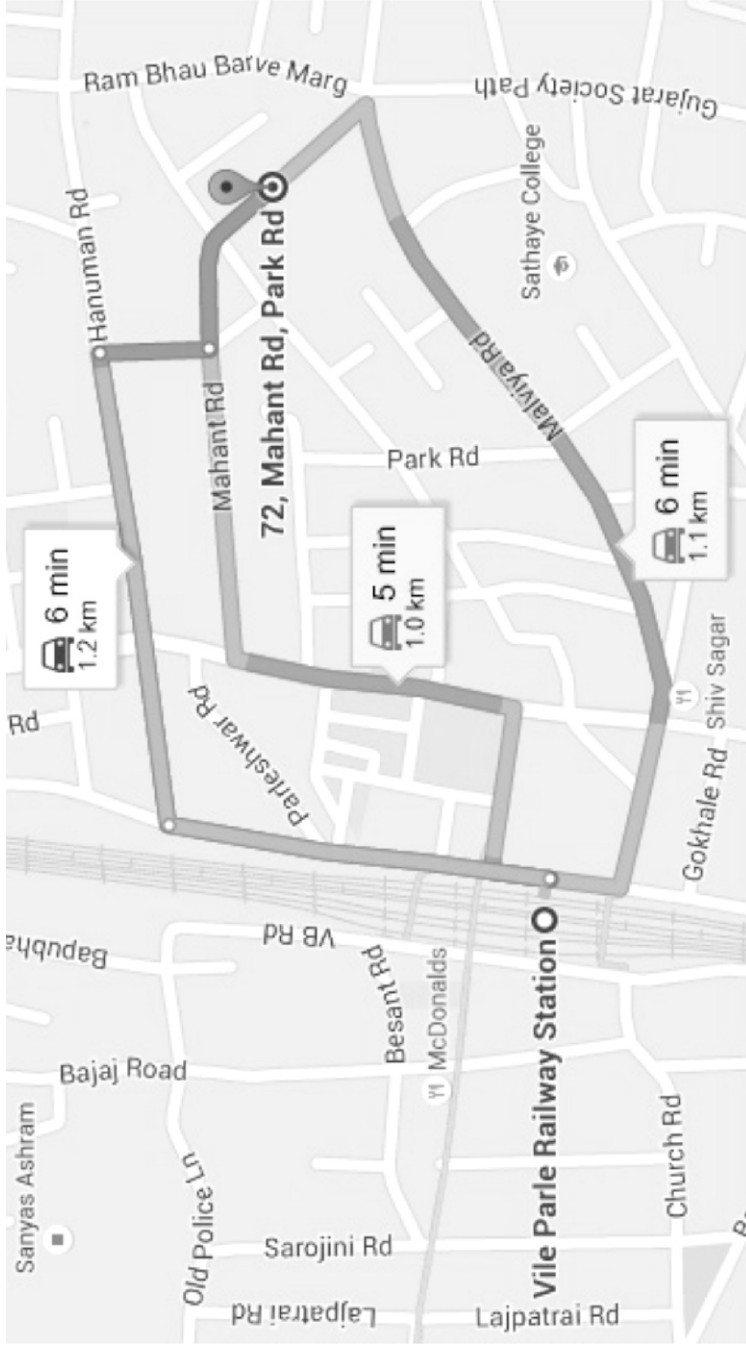 Ram Bhau Barve Marg
Gujarat Society Path
Hanuman Rd
Sathaye College
72, Mahant Rd, Park Rd
Mahant Rd
Malviya Rd
Park Rd
6 min
1.2 km
5 min
1.0 km
6 min
1.1 km
Rd
Parleshwar Rd
Shiv Sagar
Gokhale Rd
VB Rd
Bapubha
Besant Rd
McDonalds
Vile Parle Railway Station
Bajaj Road
Sanyas Ashram
Old Police Ln
Church Rd
Sarojini Rd
Lajpatrai Rd
Lajpatrai Rd